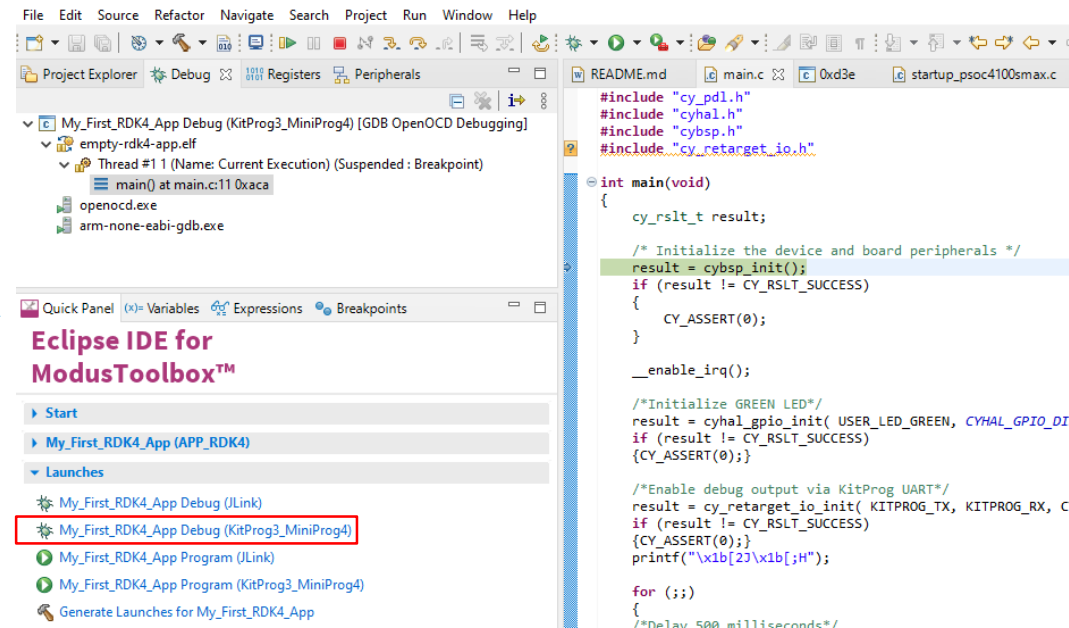 File Edit Source Refactor Navigate Search Project Run Window Help
Project Explorer Debug Registers Peripherals
My_First_RDK4_App Debug (KitProg3_MiniProg4) [GDB OpenOCD Debugging]
empty-rdk4-app.elf
Thread #1 1 (Name: Current Execution) (Suspended : Breakpoint)
main() at main.c:11 0xaca
openocd.exe
arm-none-eabi-gdb.exe
Quick Panel (x)= Variables Expressions Breakpoints
Eclipse IDE for
ModusToolbox™
Start
My_First_RDK4_App (APP_RDK4)
Launches
My_First_RDK4_App Debug (JLink)
My_First_RDK4_App Debug (KitProg3_MiniProg4)
My_First_RDK4_App Program (JLink)
My_First_RDK4_App Program (KitProg3_MiniProg4)
Generate Launches for My_First_RDK4_App
README.md main.c 0xd3e startup_psoc4100smax.c
#include "cy_pdl.h"
#include "cyhal.h"
#include "cybsp.h"
#include "cy_retarget_io.h"
int main(void)
{
cy_rslt_t result;
/* Initialize the device and board peripherals */
result = cybsp_init();
if (result != CY_RSLT_SUCCESS)
{
CY_ASSERT(0);
}
__enable_irq();
/*Initialize GREEN LED*/
result = cyhal_gpio_init( USER_LED_GREEN, CYHAL_GPIO_DI
if (result != CY_RSLT_SUCCESS)
{CY_ASSERT(0);}
/*Enable debug output via KitProg UART*/
result = cy_retarget_io_init( KITPROG_TX, KITPROG_RX, C
if (result != CY_RSLT_SUCCESS)
{CY_ASSERT(0);}
printf("\x1b[2J\x1b[;H");
for (;;)
{
/*Delay 500 milliseconds*/